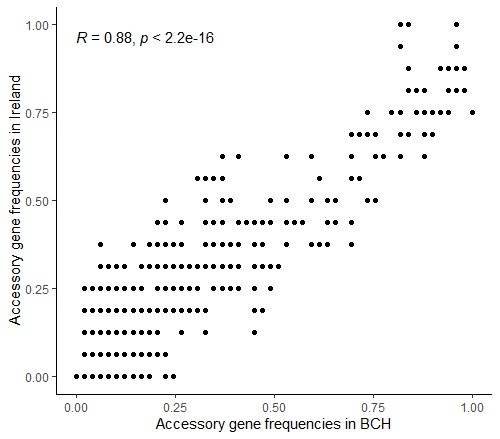 R = 0.88, p < 2.2e-16
Accessory gene frequencies in Ireland
1.00
0.75
0.50
0.25
0.00
0.00 0.25 0.50 0.75 1.00
Accessory gene frequencies in BCH